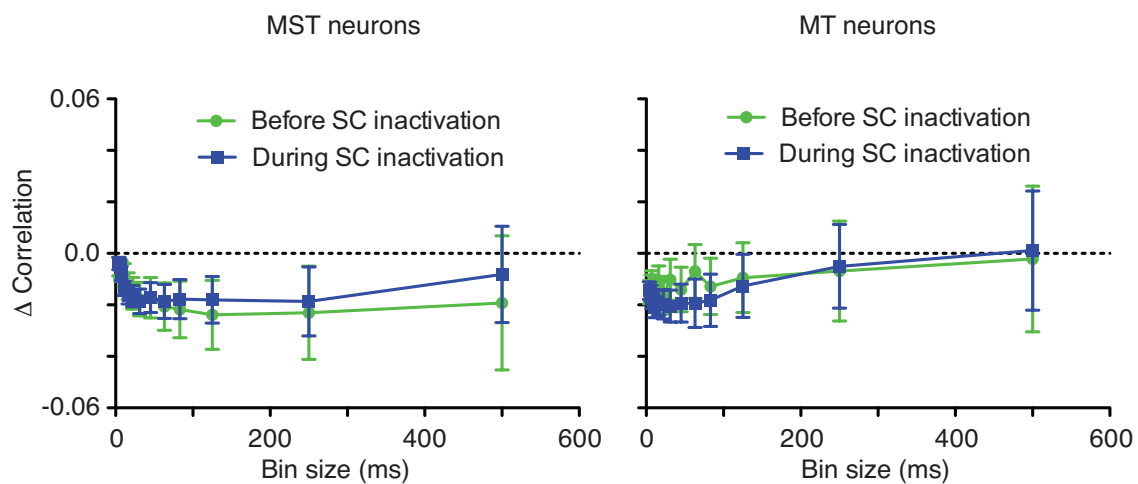 MST neurons
MT neurons
Δ Correlation
0.06
0.0
-0.06
Before SC inactivation
During SC inactivation
0
200
400
600
Bin size (ms)
Before SC inactivation
During SC inactivation
0
200
400
600
Bin size (ms)